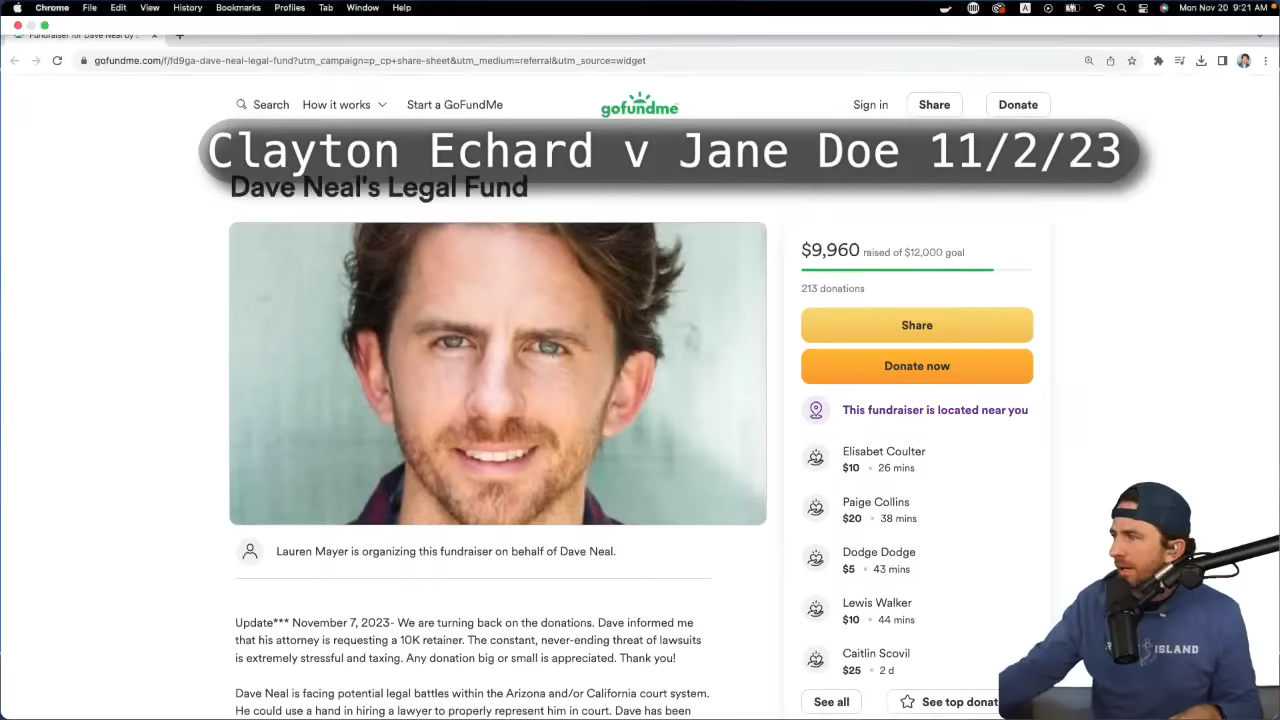 Chrome File Edit View History Bookmarks Profiles Tab Window Help
A Mon Nov 20 9:21 AM
Fundraiser for Dave Neal by
gofundme.com/f/fd9ga-dave-neal-legal-fund?utm_campaign=p_cp+share-sheet&utm_medium=referral&utm_source=widget
Search How it works Start a GoFundMe gofundme Sign in Share Donate
Clayton Echard v Jane Doe 11/2/23
Dave Neal's Legal Fund
$9,960 raised of $12,000 goal
213 donations
Share
Donate now
This fundraiser is located near you
Elisabet Coulter
$10 • 26 mins
Paige Collins
$20 • 38 mins
Dodge Dodge
$5 • 43 mins
Lewis Walker
$10 • 44 mins
Caitlin Scovil
$25 • 2 d
See all See top donat
Lauren Mayer is organizing this fundraiser on behalf of Dave Neal.
Update*** November 7, 2023- We are turning back on the donations. Dave informed me
that his attorney is requesting a 10K retainer. The constant, never-ending threat of lawsuits
is extremely stressful and taxing. Any donation big or small is appreciated. Thank you!
Dave Neal is facing potential legal battles within the Arizona and/or California court system.
He could use a hand in hiring a lawyer to properly represent him in court. Dave has been
ISLAND